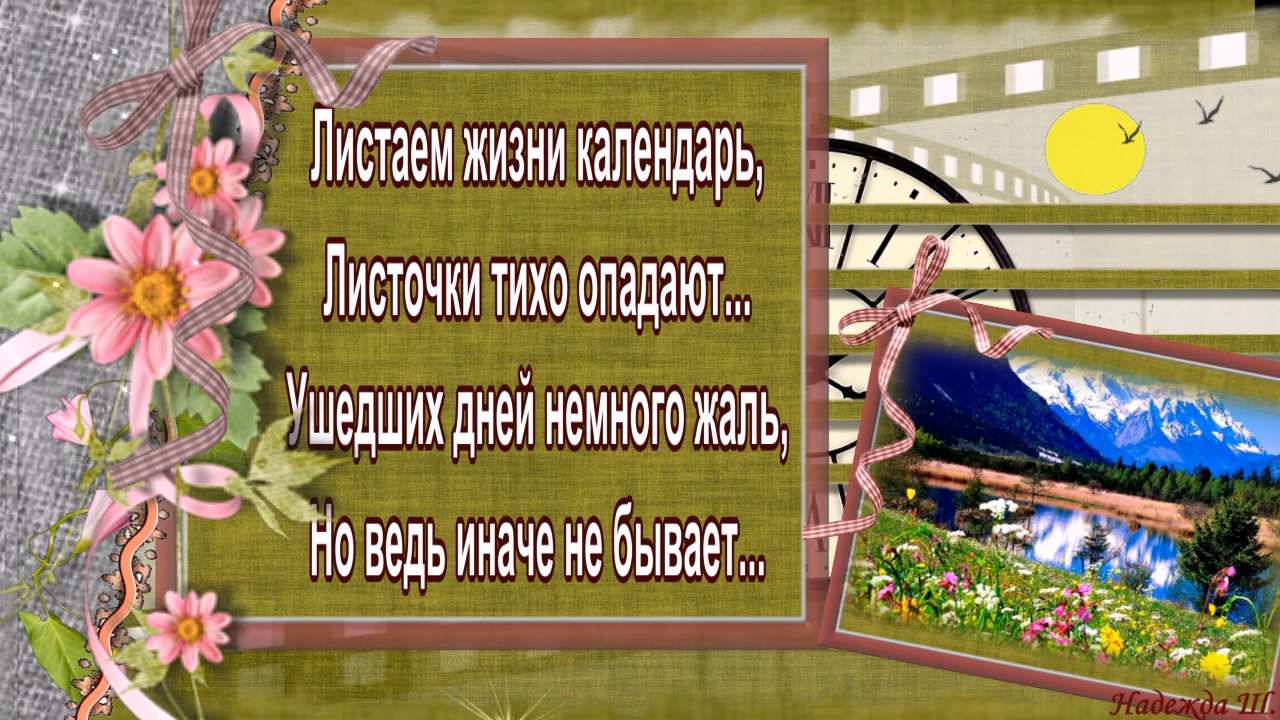 Листаем жизни календарь,
Листочки тихо опадают...
Ушедших дней немного жаль,
Но ведь иначе не бывает...
Надежда Ш.